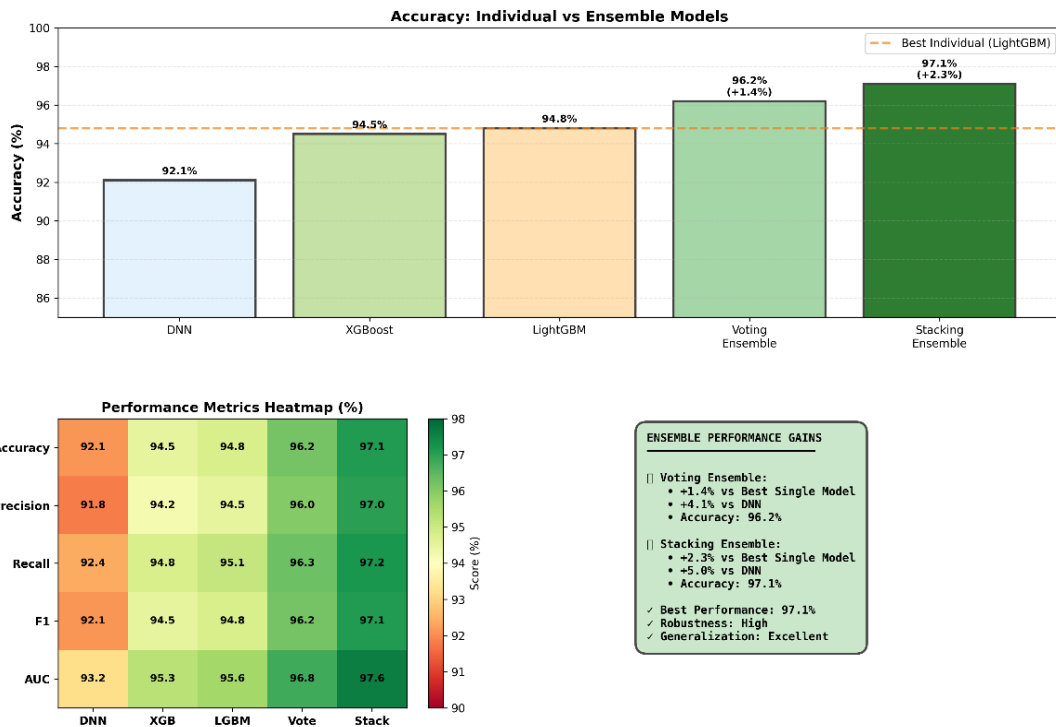 Accuracy: Individual vs Ensemble Models
Best Individual (LightGBM)
Accuracy (%)
100
98
96
94
92
90
88
86
92.1%
94.5%
94.8%
96.2%
(+1.4%)
97.1%
(+2.3%)
DNN
XGBoost
LightGBM
Voting
Ensemble
Stacking
Ensemble
Performance Metrics Heatmap (%)
ccuracy 92.1 94.5 94.8 96.2 97.1
recision 91.8 94.2 94.5 96.0 97.0
Recall 92.4 94.8 95.1 96.3 97.2
F1 92.1 94.5 94.8 96.2 97.1
AUC 93.2 95.3 95.6 96.8 97.6
DNN XGB LGBM Vote Stack
98
97
96
95
94
93
92
91
90
Score (%)
ENSEMBLE PERFORMANCE GAINS
▯ Voting Ensemble:
• +1.4% vs Best Single Model
• +4.1% vs DNN
• Accuracy: 96.2%
▯ Stacking Ensemble:
• +2.3% vs Best Single Model
• +5.0% vs DNN
• Accuracy: 97.1%
✓ Best Performance: 97.1%
✓ Robustness: High
✓ Generalization: Excellent